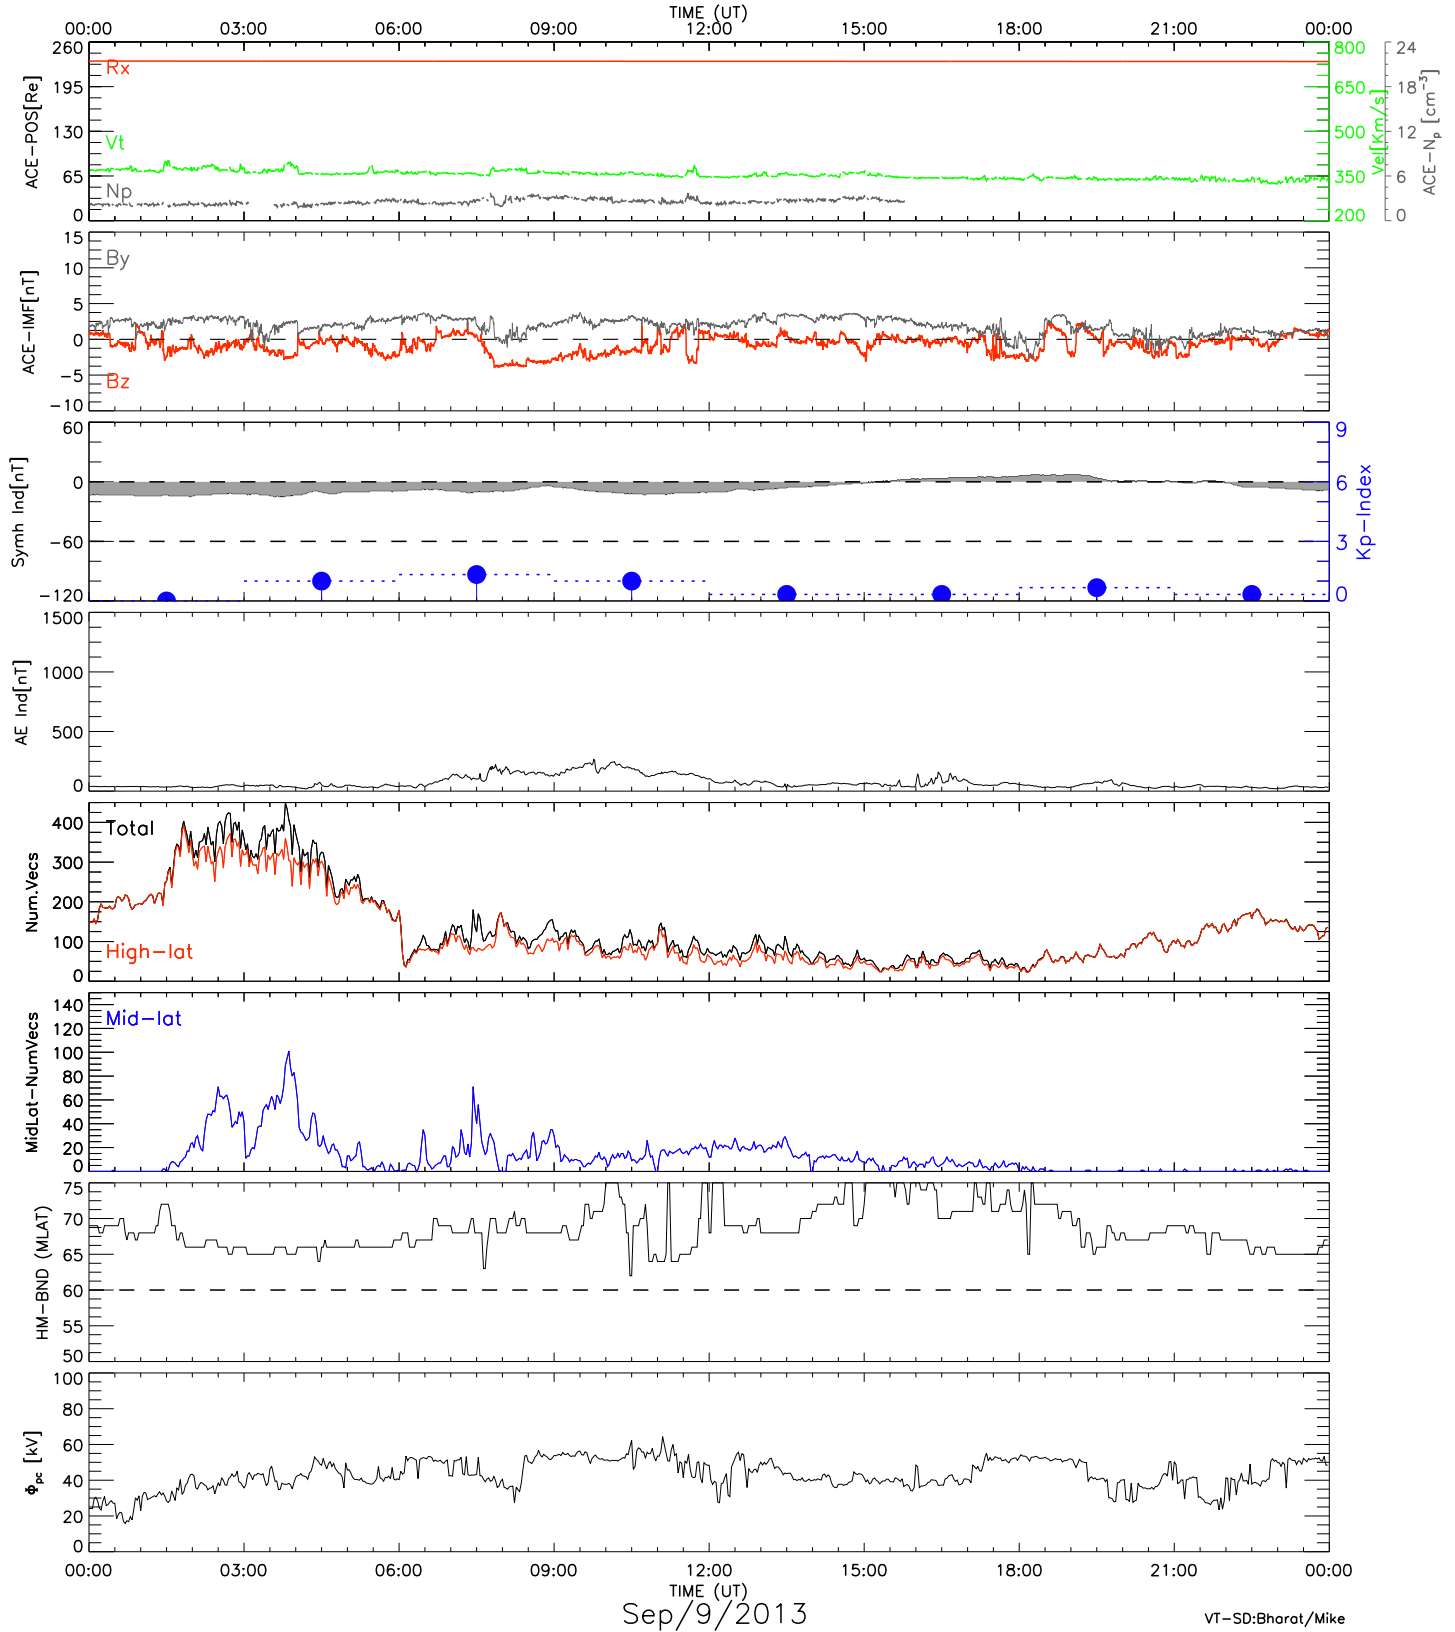 TIME (UT)
00:00 03:00 06:00 09:00 12:00 15:00 18:00 21:00 00:00
ACE-POS[Re]
260
195
130
65
0
Rx
Vt
Np
800
650
500
350
200
Vel[Km/s]
24
18
12
6
0
ACE-Np [cm⁻³]
ACE-IMF[nT]
15
10
5
0
-5
-10
By
Bz
Symh Ind[nT]
60
0
-60
-120
9
6
3
0
Kp-Index
AE Ind[nT]
1500
1000
500
0
Num.Vecs
400
300
200
100
0
Total
High-lat
MidLat-NumVecs
140
120
100
80
60
40
20
0
Mid-lat
HM-BND (MLAT)
75
70
65
60
55
50
Φpc [kV]
100
80
60
40
20
0
00:00 03:00 06:00 09:00 12:00 15:00 18:00 21:00 00:00
TIME (UT)
Sep/9/2013
VT-SD:Bharat/Mike